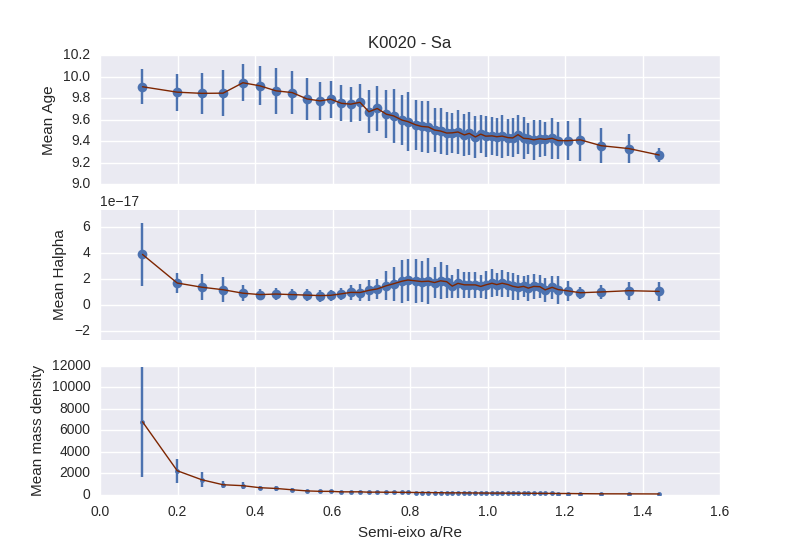 K0020 - Sa
10.2
10.0
9.8
9.6
9.4
9.2
9.0
Mean Age
1e−17
6
4
2
0
−2
Mean Halpha
12000
10000
8000
6000
4000
2000
0
Mean mass density
0.0 0.2 0.4 0.6 0.8 1.0 1.2 1.4 1.6
Semi-eixo a/Re